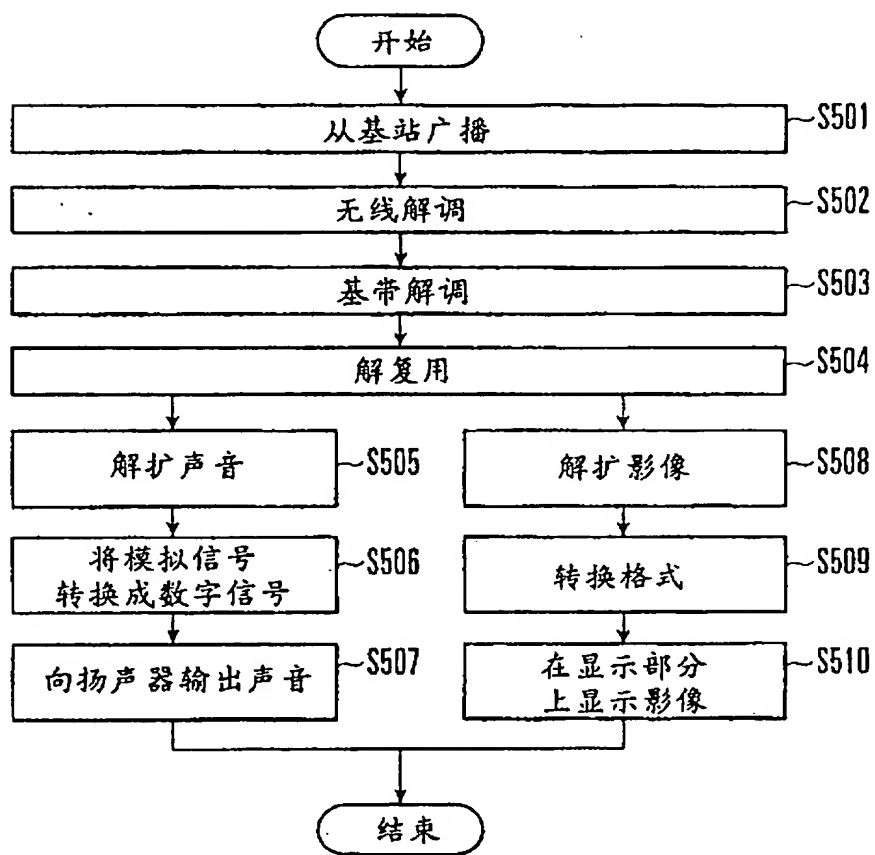 开始
从基站广播
S501
无线解调
S502
基带解调
S503
解复用
S504
解扩声音
S505
解扩影像
S508
将模拟信号
转换成数字信号
S506
转换格式
S509
向扬声器输出声音
S507
在显示部分
上显示影像
S510
结束